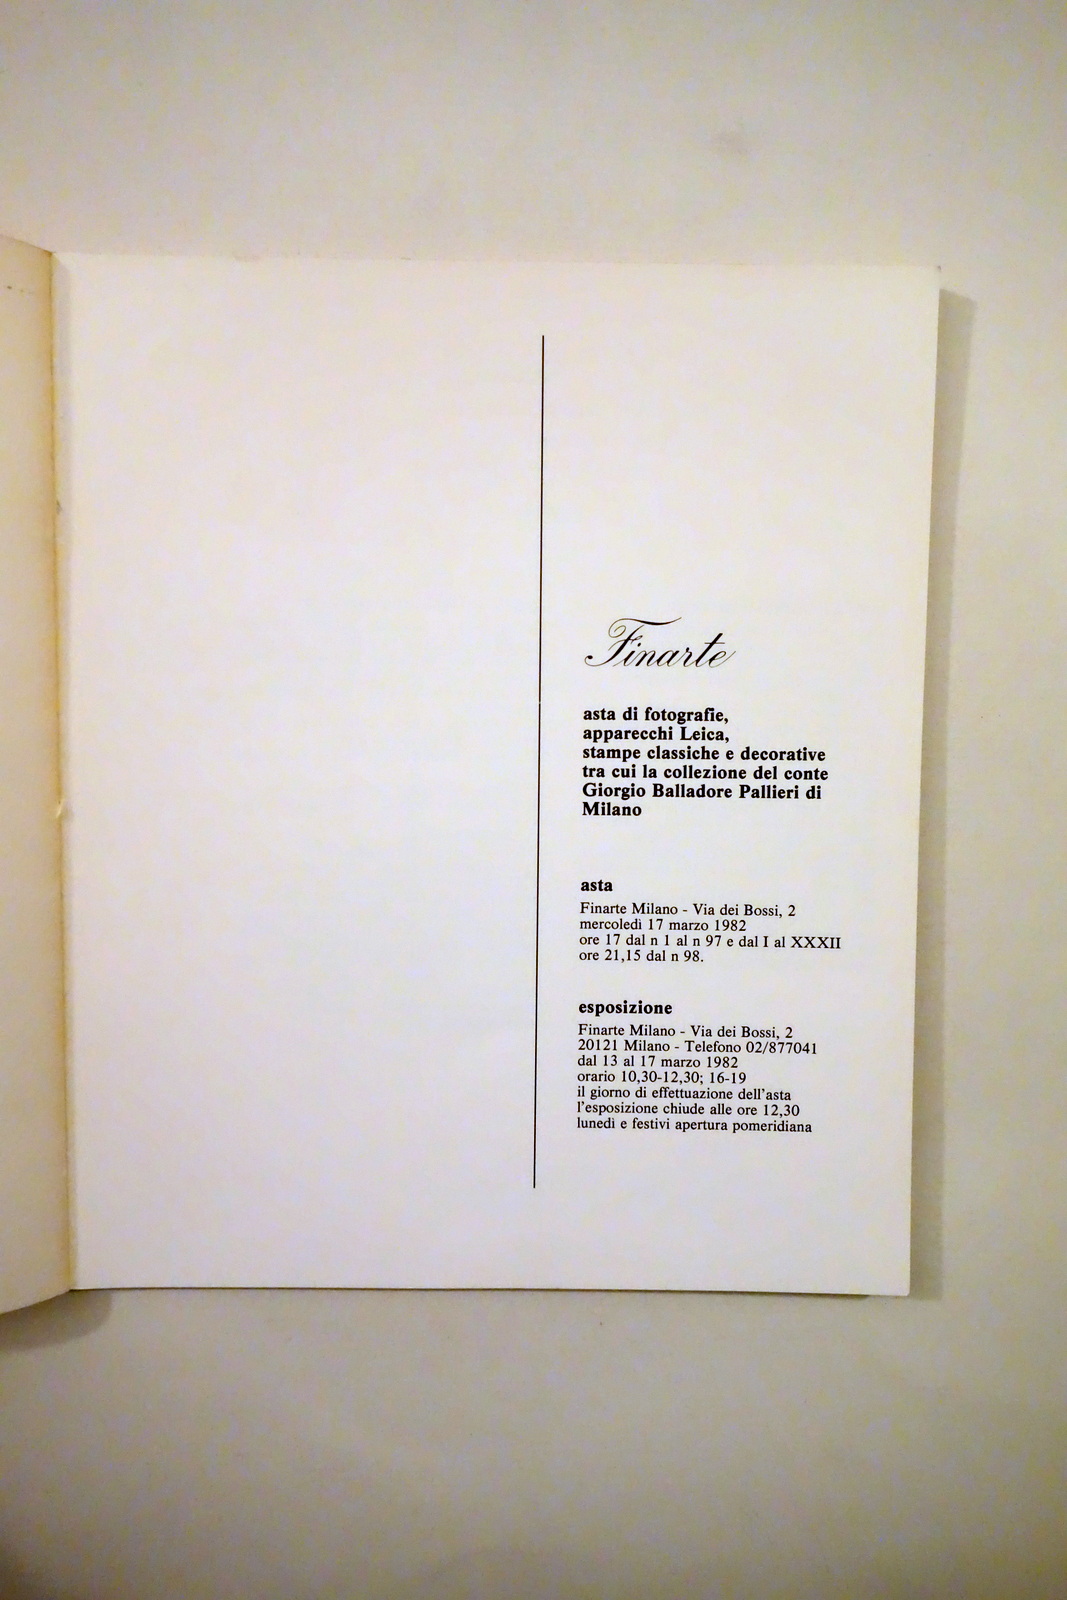 Finarte
asta di fotografie,
apparecchi Leica,
stampe classiche e decorative
tra cui la collezione del conte
Giorgio Balladore Pallieri di
Milano
asta
Finarte Milano - Via dei Bossi, 2
mercoledì 17 marzo 1982
ore 17 dal n 1 al n 97 e dal I al XXXII
ore 21,15 dal n 98.
esposizione
Finarte Milano - Via dei Bossi, 2
20121 Milano - Telefono 02/877041
dal 13 al 17 marzo 1982
orario 10,30-12,30; 16-19
il giorno di effettuazione dell'asta
l'esposizione chiude alle ore 12,30
lunedì e festivi apertura pomeridiana